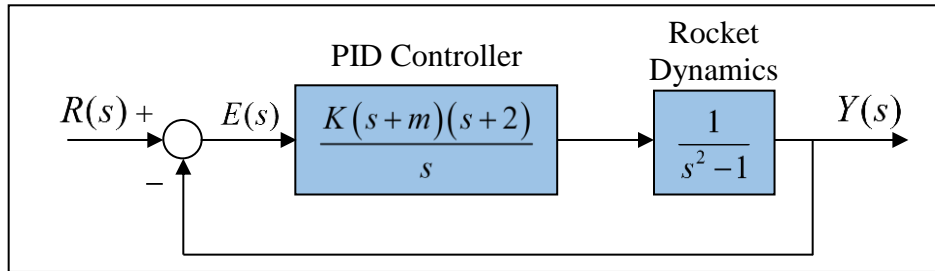 Rocket
PID Controller
Dynamics
R(s) +
E(s)
K(s+m)(s+2)
s
1
s² −1
Y(s)
−